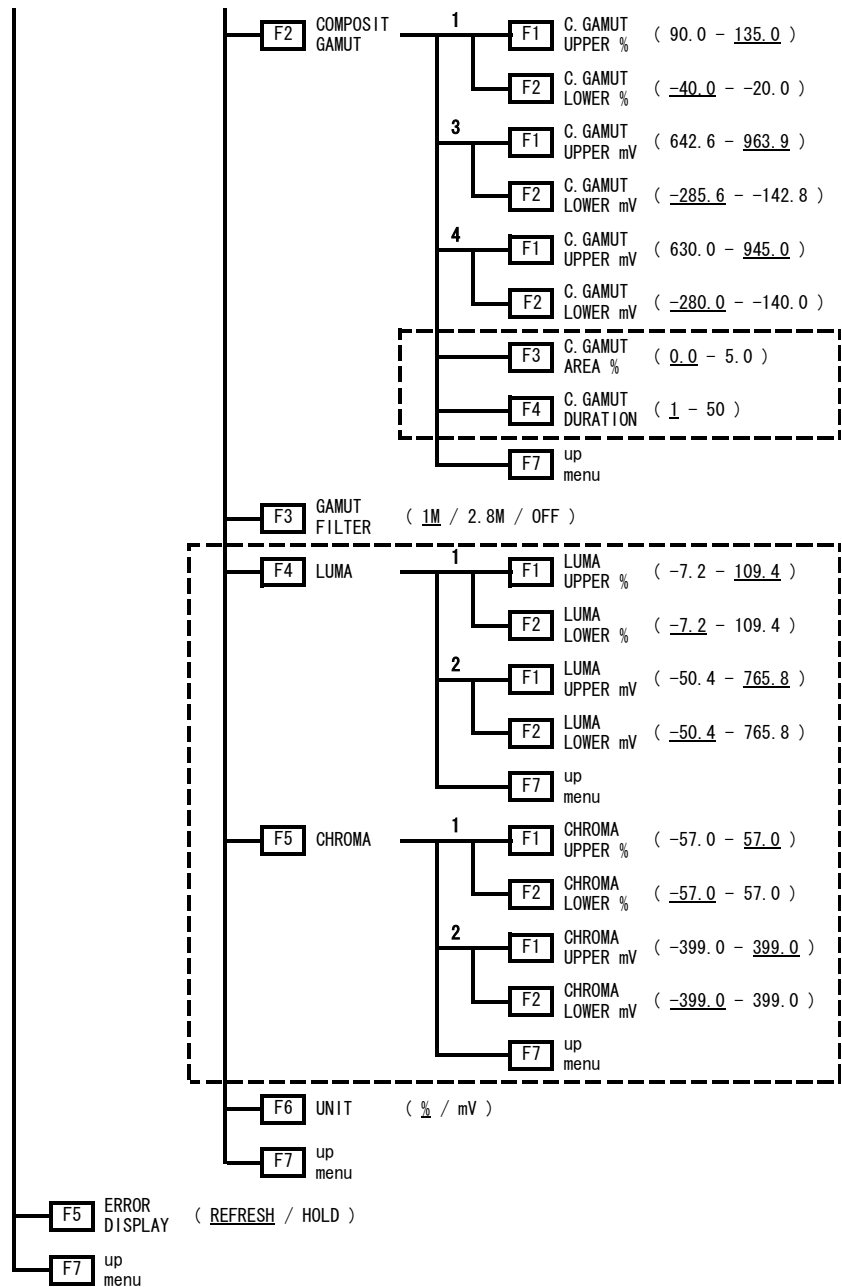 F2 COMPOSIT GAMUT
1
F1 C.GAMUT UPPER % ( 90.0 - 135.0 )
F2 C.GAMUT LOWER % ( -40.0 - -20.0 )
3
F1 C.GAMUT UPPER mV ( 642.6 - 963.9 )
F2 C.GAMUT LOWER mV ( -285.6 - -142.8 )
4
F1 C.GAMUT UPPER mV ( 630.0 - 945.0 )
F2 C.GAMUT LOWER mV ( -280.0 - -140.0 )
F3 C.GAMUT AREA % ( 0.0 - 5.0 )
F4 C.GAMUT DURATION ( 1 - 50 )
F7 up menu
F3 GAMUT FILTER ( 1M / 2.8M / OFF )
F4 LUMA
1
F1 LUMA UPPER % ( -7.2 - 109.4 )
F2 LUMA LOWER % ( -7.2 - 109.4 )
2
F1 LUMA UPPER mV ( -50.4 - 765.8 )
F2 LUMA LOWER mV ( -50.4 - 765.8 )
F7 up menu
F5 CHROMA
1
F1 CHROMA UPPER % ( -57.0 - 57.0 )
F2 CHROMA LOWER % ( -57.0 - 57.0 )
2
F1 CHROMA UPPER mV ( -399.0 - 399.0 )
F2 CHROMA LOWER mV ( -399.0 - 399.0 )
F7 up menu
F6 UNIT ( % / mV )
F7 up menu
F5 ERROR DISPLAY ( REFRESH / HOLD )
F7 up menu